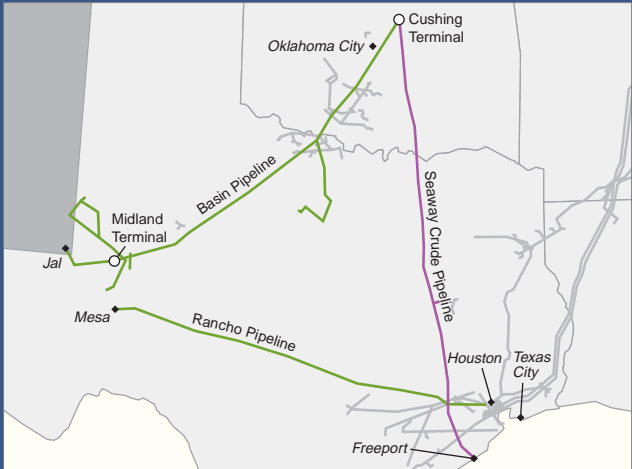 Cushing
Terminal
Oklahoma City
Basin Pipeline
Seaway Crude Pipeline
Midland
Terminal
Jal
Mesa
Rancho Pipeline
Houston
Texas
City
Freeport